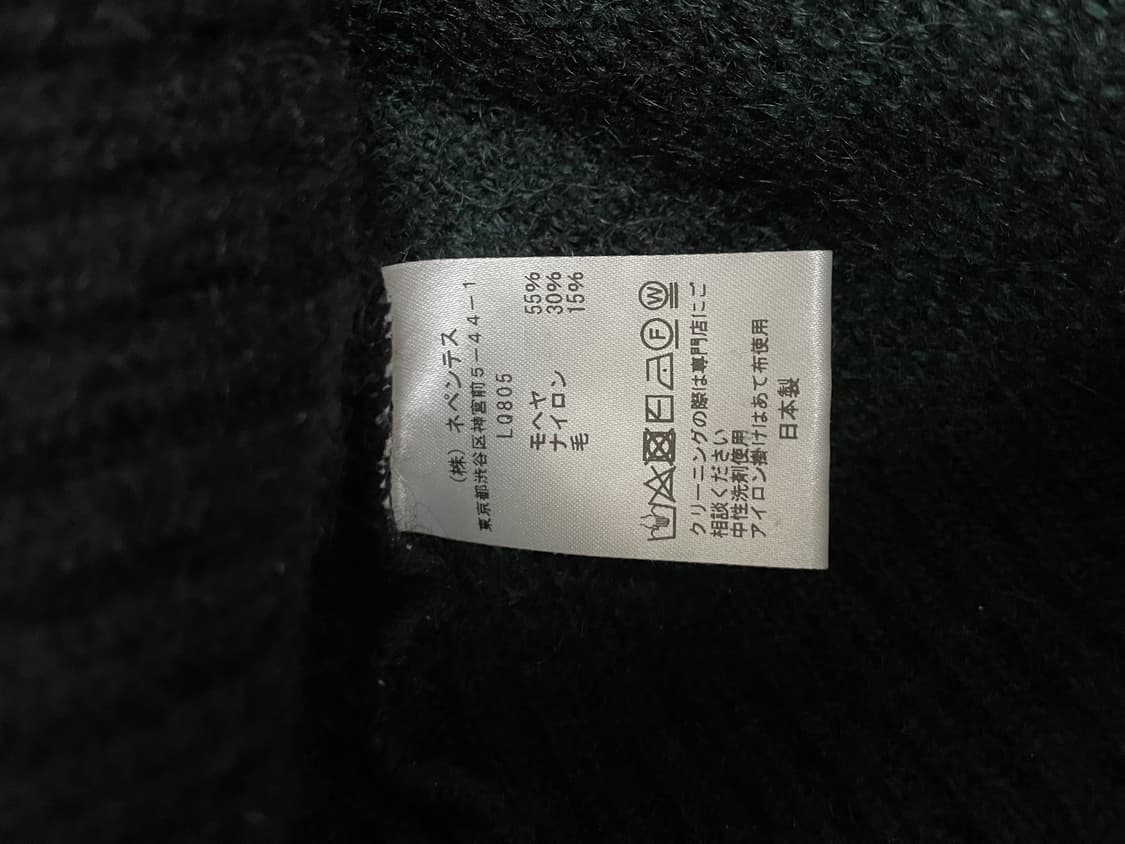 （株）ネペンテス
東京都渋谷区神宮前５－４４－１
LQ805
モヘヤ 55%
ナイロン 30%
毛 15%
F W
クリーニングの際は専門店にご
相談ください
中性洗剤使用
アイロン掛けはあて布使用
日本製